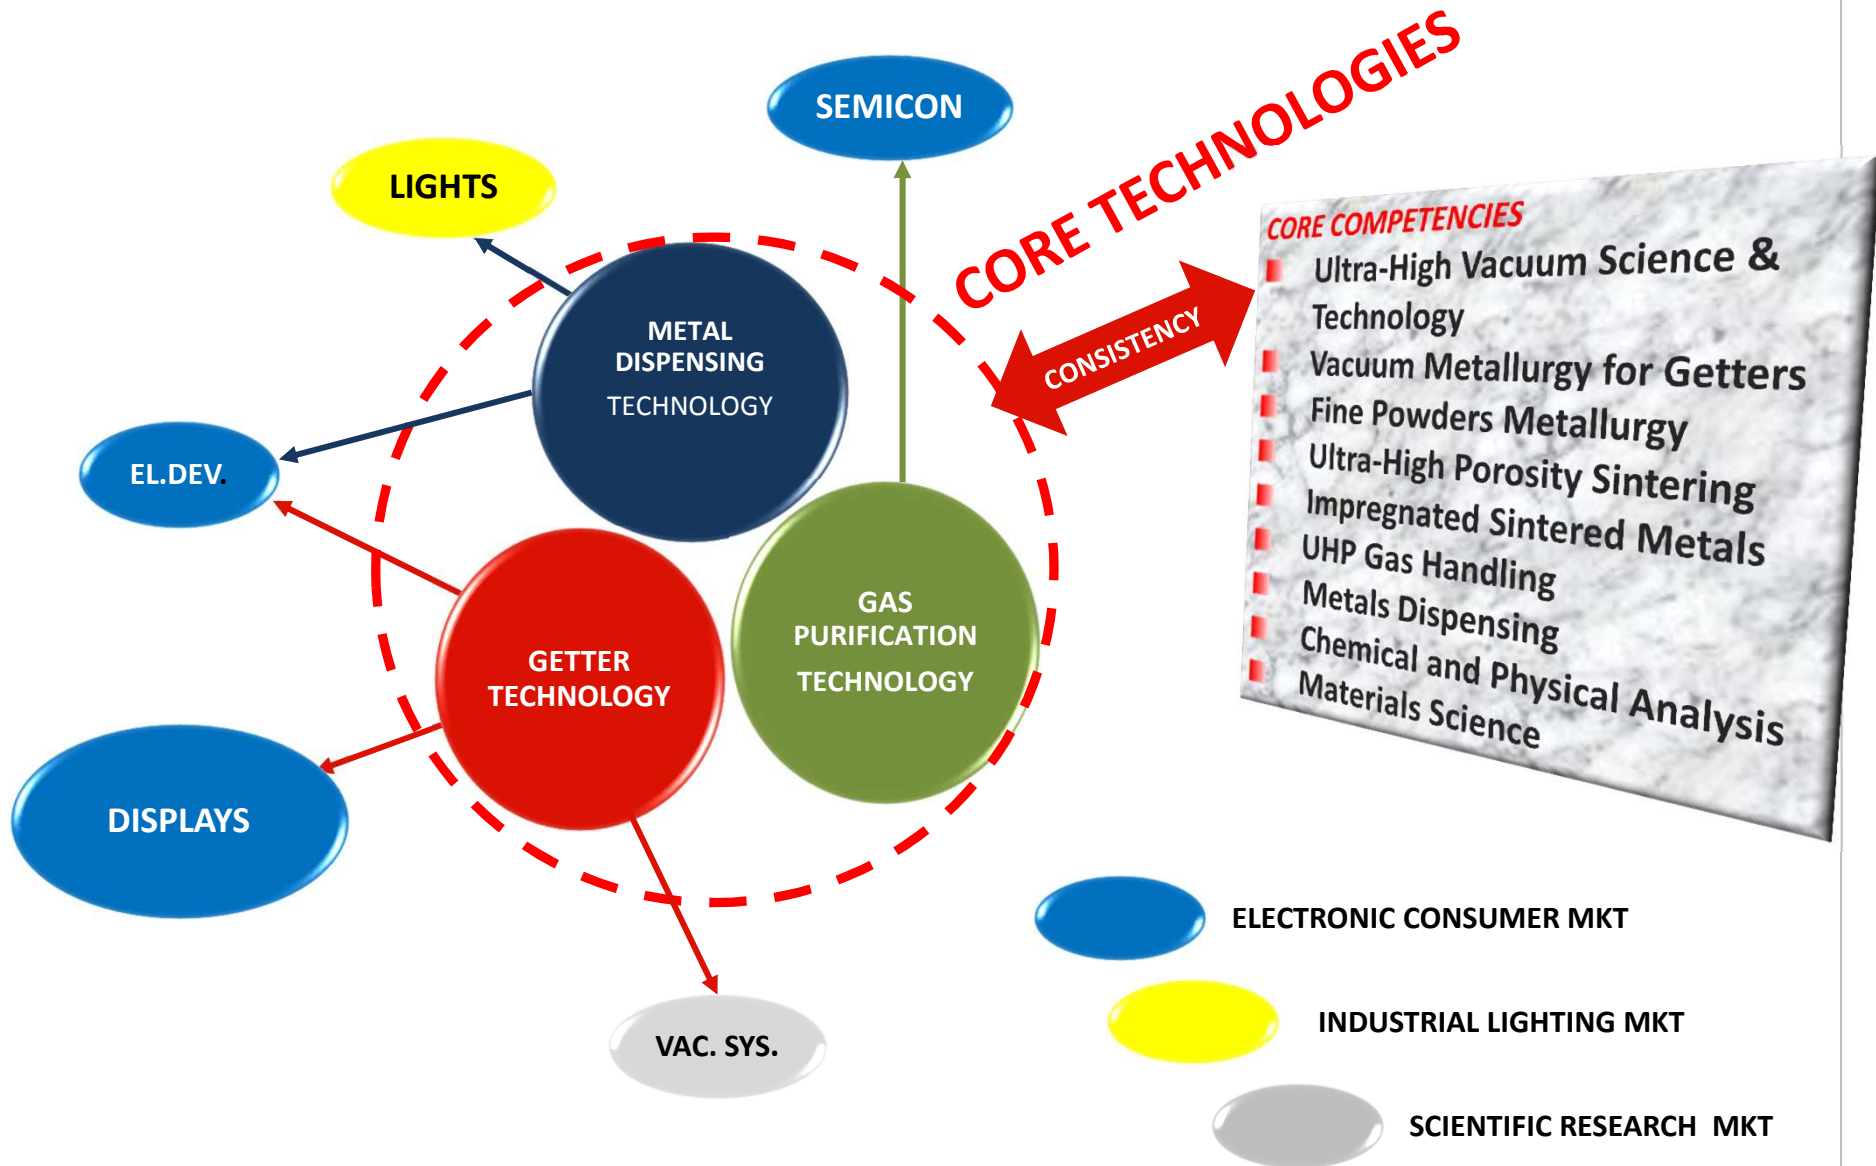 SEMICON
CORE TECHNOLOGIES
LIGHTS
CORE COMPETENCIES
Ultra-High Vacuum Science &
Technology
Vacuum Metallurgy for Getters
Fine Powders Metallurgy
Ultra-High Porosity Sintering
Impregnated Sintered Metals
UHP Gas Handling
Metals Dispensing
Chemical and Physical Analysis
Materials Science
CONSISTENCY
METAL
DISPENSING
TECHNOLOGY
EL.DEV.
GAS
PURIFICATION
TECHNOLOGY
GETTER
TECHNOLOGY
DISPLAYS
VAC. SYS.
ELECTRONIC CONSUMER MKT
INDUSTRIAL LIGHTING MKT
SCIENTIFIC RESEARCH  MKT